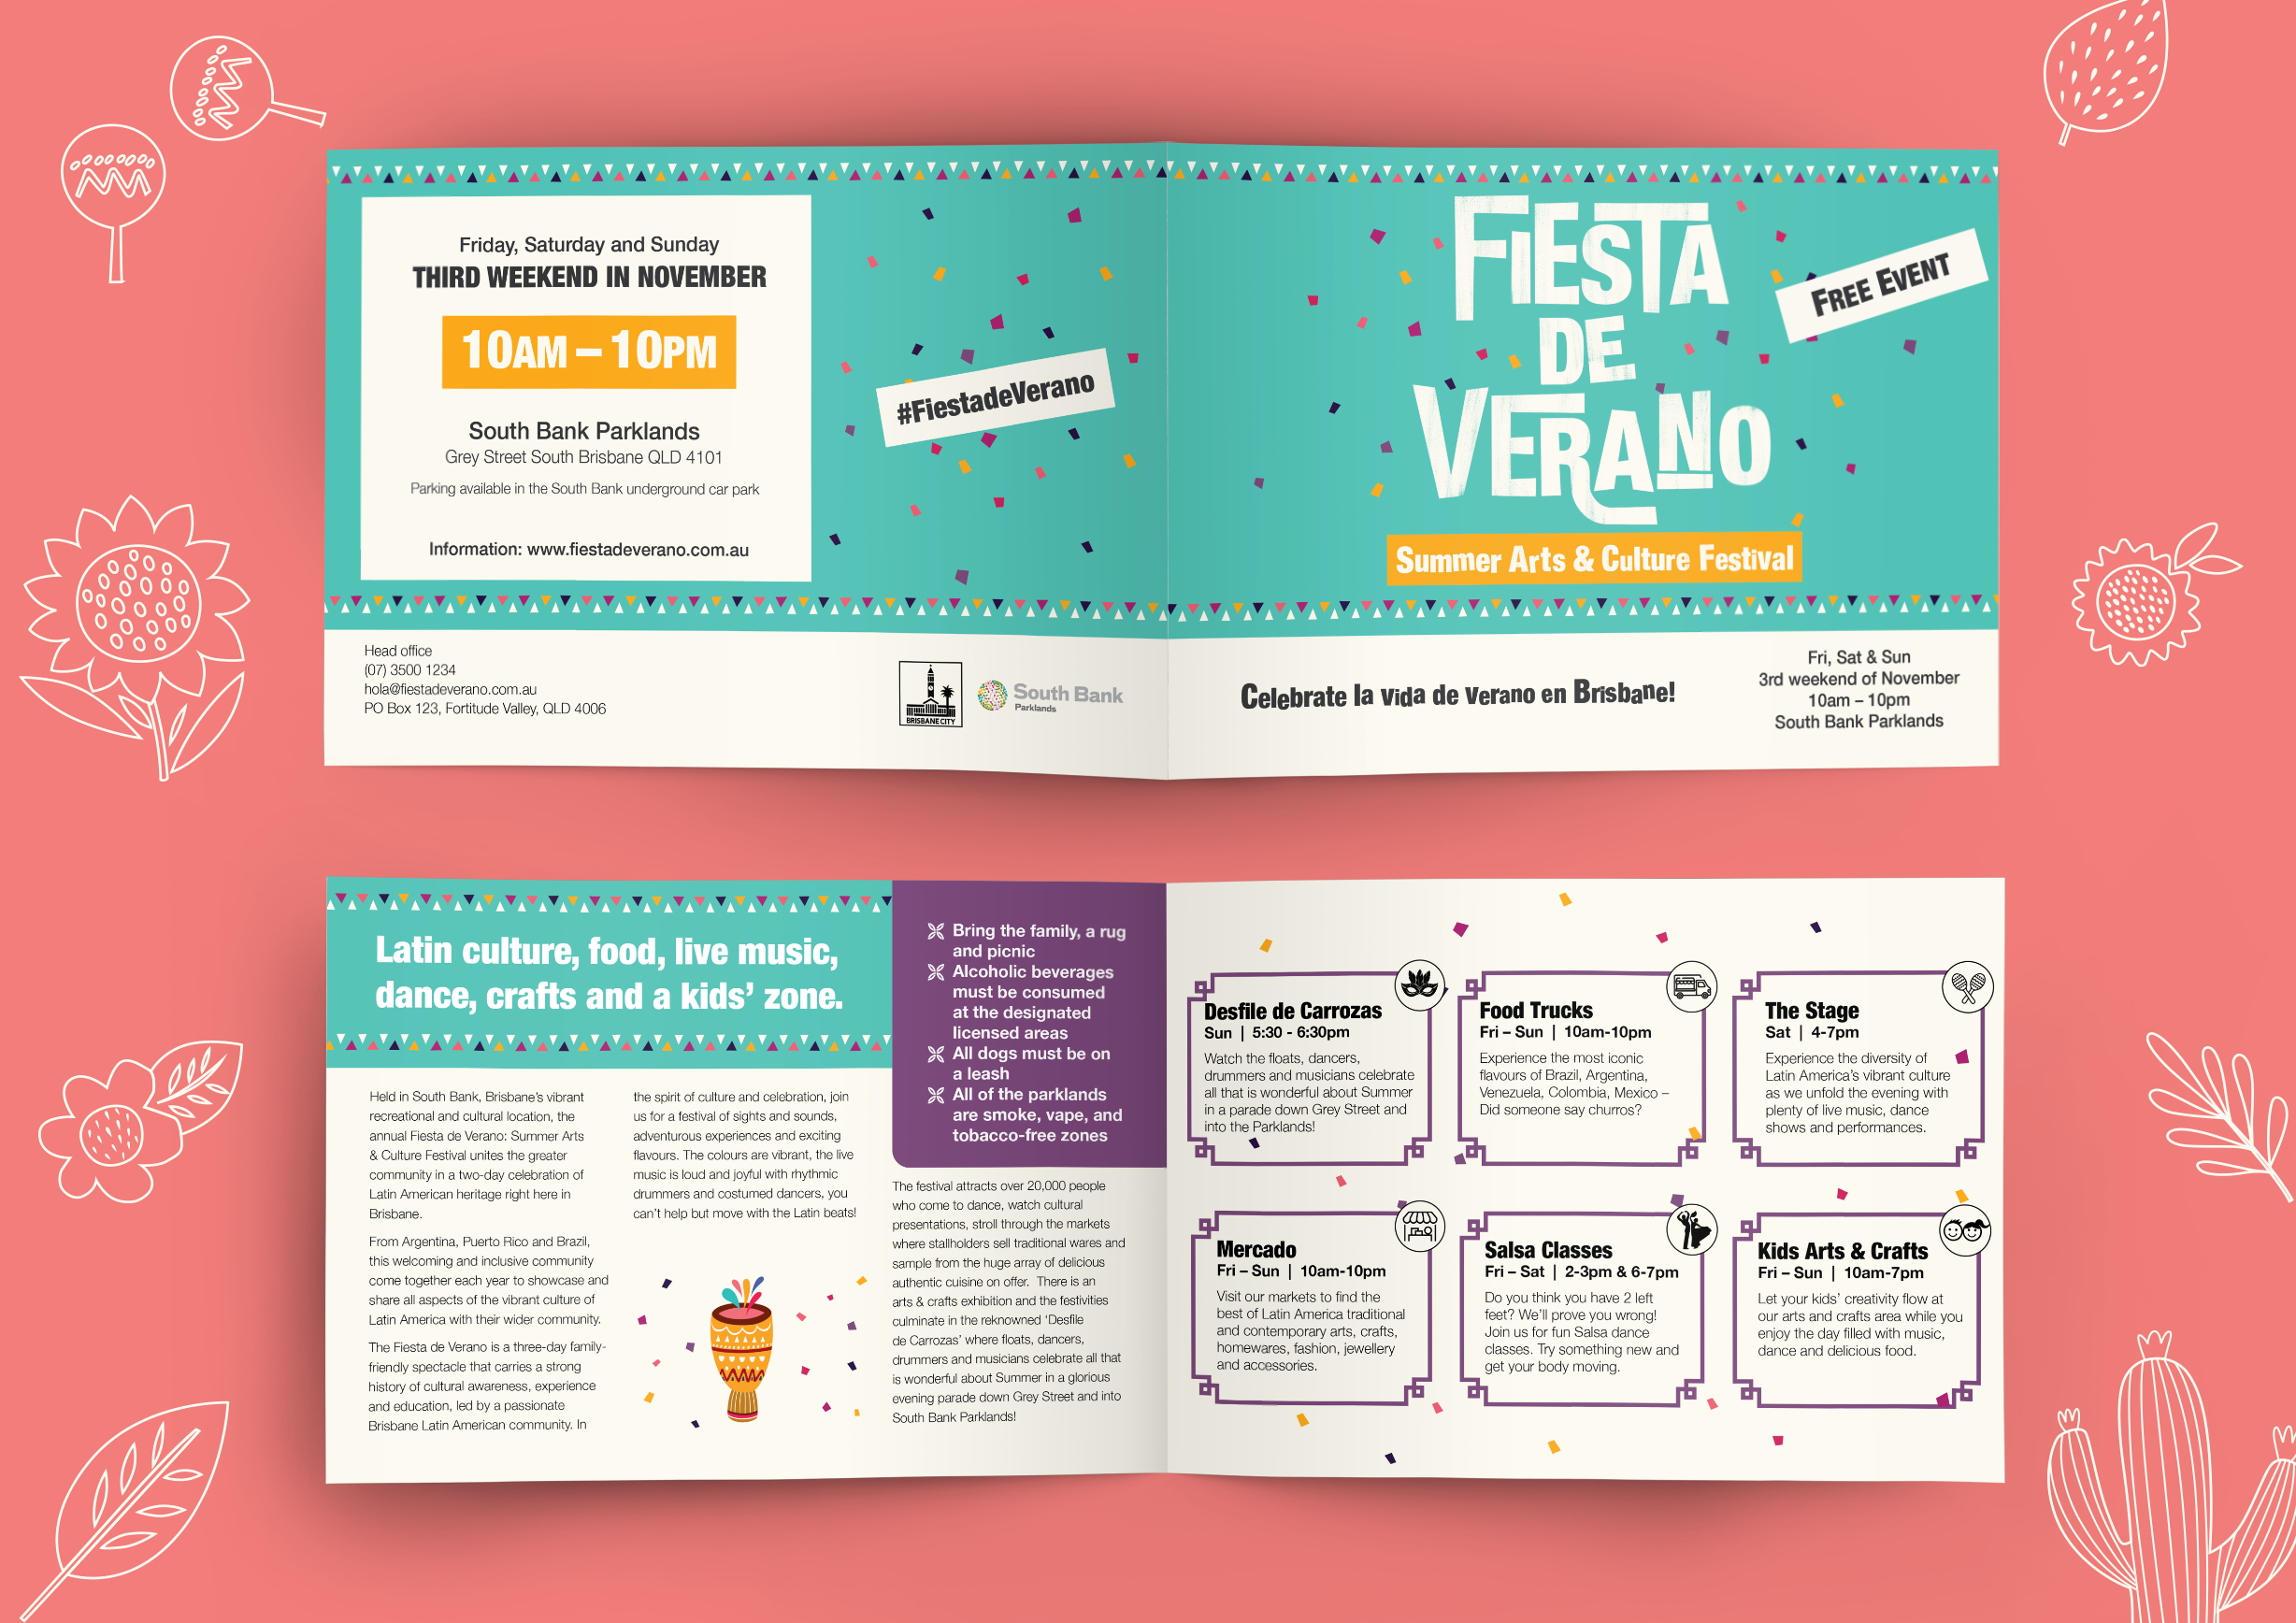 Friday, Saturday and Sunday
THIRD WEEKEND IN NOVEMBER
10AM – 10PM
South Bank Parklands
Grey Street South Brisbane QLD 4101
Parking available in the South Bank underground car park
Information: www.fiestadeverano.com.au
#FiestadeVerano
Head office
(07) 3500 1234
hola@fiestadeverano.com.au
PO Box 123, Fortitude Valley, QLD 4006
BRISBANE CITY
South Bank
Parklands
FiESTA
DE
VERANO
FREE EVENT
Summer Arts & Culture Festival
Celebrate la vida de verano en Brisbane!
Fri, Sat & Sun
3rd weekend of November
10am – 10pm
South Bank Parklands
Latin culture, food, live music,
dance, crafts and a kids’ zone.
Held in South Bank, Brisbane’s vibrant
recreational and cultural location, the
annual Fiesta de Verano: Summer Arts
& Culture Festival unites the greater
community in a two-day celebration of
Latin American heritage right here in
Brisbane.
From Argentina, Puerto Rico and Brazil,
this welcoming and inclusive community
come together each year to showcase and
share all aspects of the vibrant culture of
Latin America with their wider community.
The Fiesta de Verano is a three-day family-
friendly spectacle that carries a strong
history of cultural awareness, experience
and education, led by a passionate
Brisbane Latin American community. In
the spirit of culture and celebration, join
us for a festival of sights and sounds,
adventurous experiences and exciting
flavours. The colours are vibrant, the live
music is loud and joyful with rhythmic
drummers and costumed dancers, you
can’t help but move with the Latin beats!
Bring the family, a rug
and picnic
Alcoholic beverages
must be consumed
at the designated
licensed areas
All dogs must be on
a leash
All of the parklands
are smoke, vape, and
tobacco-free zones
The festival attracts over 20,000 people
who come to dance, watch cultural
presentations, stroll through the markets
where stallholders sell traditional wares and
sample from the huge array of delicious
authentic cuisine on offer. There is an
arts & crafts exhibition and the festivities
culminate in the reknowned ‘Desfile
de Carrozas’ where floats, dancers,
drummers and musicians celebrate all that
is wonderful about Summer in a glorious
evening parade down Grey Street and into
South Bank Parklands!
Desfile de Carrozas
Sun | 5:30 - 6:30pm
Watch the floats, dancers,
drummers and musicians celebrate
all that is wonderful about Summer
in a parade down Grey Street and
into the Parklands!
Food Trucks
Fri – Sun | 10am-10pm
Experience the most iconic
flavours of Brazil, Argentina,
Venezuela, Colombia, Mexico –
Did someone say churros?
The Stage
Sat | 4-7pm
Experience the diversity of
Latin America’s vibrant culture
as we unfold the evening with
plenty of live music, dance
shows and performances.
Mercado
Fri – Sun | 10am-10pm
Visit our markets to find the
best of Latin America traditional
and contemporary arts, crafts,
homewares, fashion, jewellery
and accessories.
Salsa Classes
Fri – Sat | 2-3pm & 6-7pm
Do you think you have 2 left
feet? We’ll prove you wrong!
Join us for fun Salsa dance
classes. Try something new and
get your body moving.
Kids Arts & Crafts
Fri – Sun | 10am-7pm
Let your kids’ creativity flow at
our arts and crafts area while you
enjoy the day filled with music,
dance and delicious food.